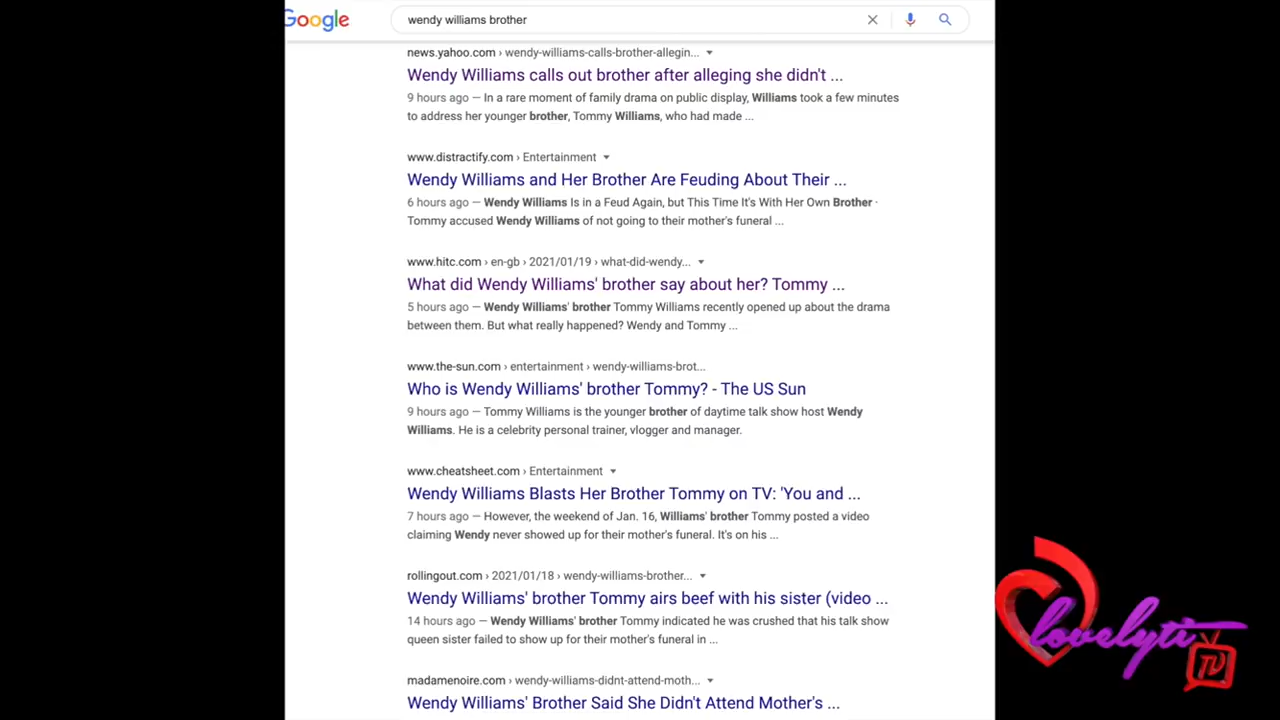 Google
wendy williams brother
news.yahoo.com › wendy-williams-calls-brother-allegin...
Wendy Williams calls out brother after alleging she didn't ...
9 hours ago — In a rare moment of family drama on public display, Williams took a few minutes
to address her younger brother, Tommy Williams, who had made ...
www.distractify.com › Entertainment
Wendy Williams and Her Brother Are Feuding About Their ...
6 hours ago — Wendy Williams Is in a Feud Again, but This Time It's With Her Own Brother ·
Tommy accused Wendy Williams of not going to their mother's funeral ...
www.hitc.com › en-gb › 2021/01/19 › what-did-wendy...
What did Wendy Williams' brother say about her? Tommy ...
5 hours ago — Wendy Williams' brother Tommy Williams recently opened up about the drama
between them. But what really happened? Wendy and Tommy ...
www.the-sun.com › entertainment › wendy-williams-brot...
Who is Wendy Williams' brother Tommy? - The US Sun
9 hours ago — Tommy Williams is the younger brother of daytime talk show host Wendy
Williams. He is a celebrity personal trainer, vlogger and manager.
www.cheatsheet.com › Entertainment
Wendy Williams Blasts Her Brother Tommy on TV: 'You and ...
7 hours ago — However, the weekend of Jan. 16, Williams' brother Tommy posted a video
claiming Wendy never showed up for their mother's funeral. It's on his ...
rollingout.com › 2021/01/18 › wendy-williams-brother...
Wendy Williams' brother Tommy airs beef with his sister (video ...
14 hours ago — Wendy Williams' brother Tommy indicated he was crushed that his talk show
queen sister failed to show up for their mother's funeral in ...
madamenoire.com › wendy-williams-didnt-attend-moth...
Wendy Williams' Brother Said She Didn't Attend Mother's ...
lovelyti
TV